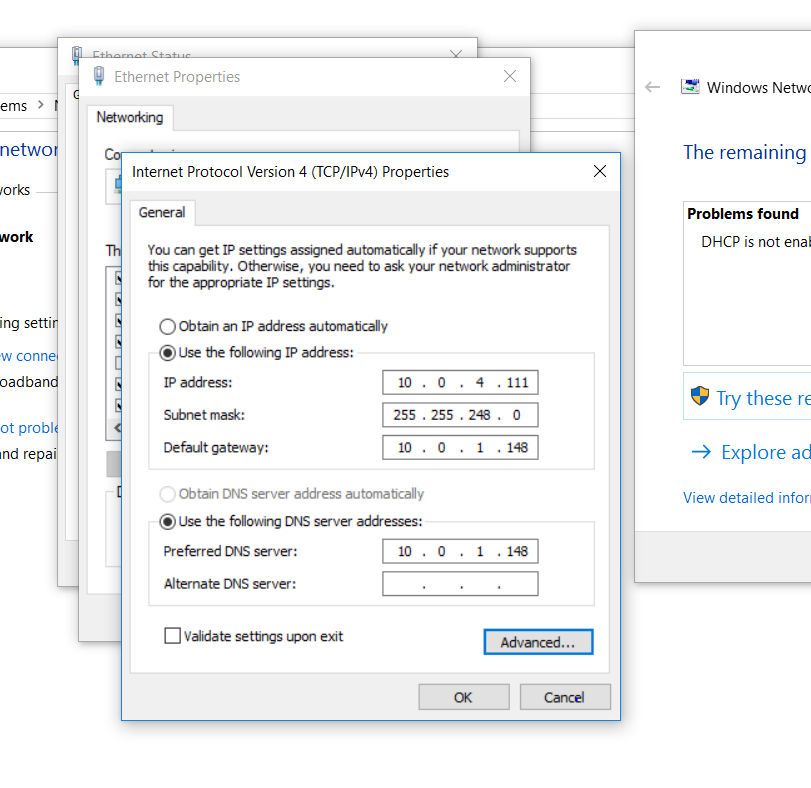 Ethernet Status
Ethernet Properties
Networking
Internet Protocol Version 4 (TCP/IPv4) Properties
General
You can get IP settings assigned automatically if your network supports
this capability. Otherwise, you need to ask your network administrator
for the appropriate IP settings.
Obtain an IP address automatically
Use the following IP address:
IP address: 10 . 0 . 4 . 111
Subnet mask: 255 . 255 . 248 . 0
Default gateway: 10 . 0 . 1 . 148
Obtain DNS server address automatically
Use the following DNS server addresses:
Preferred DNS server: 10 . 0 . 1 . 148
Alternate DNS server: . . .
Validate settings upon exit
Advanced...
OK Cancel
Windows Netwo
The remaining
Problems found
DHCP is not enab
Try these re
Explore ad
View detailed infor
ems >
networ
works
work
ing settin
ew conne
oadband
ot proble
and repai
Co
Th